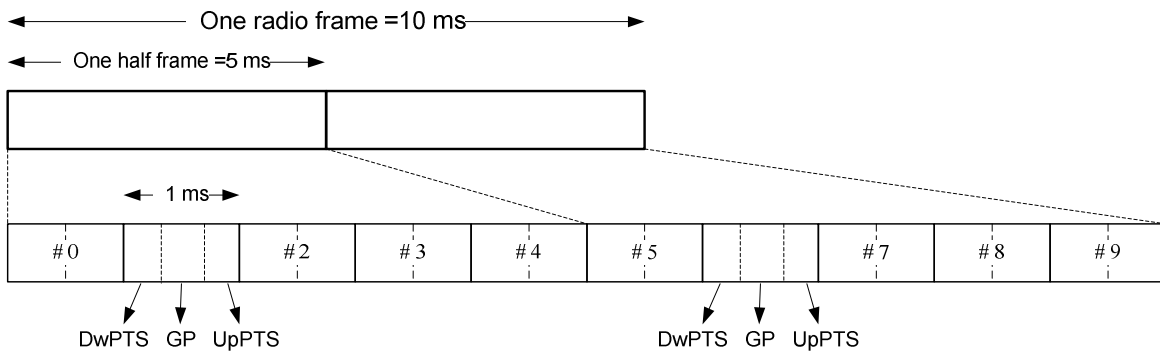 One radio frame =10 ms
One half frame =5 ms
1 ms
#0 #2 #3 #4 #5 #7 #8 #9
DwPTS GP UpPTS DwPTS GP UpPTS